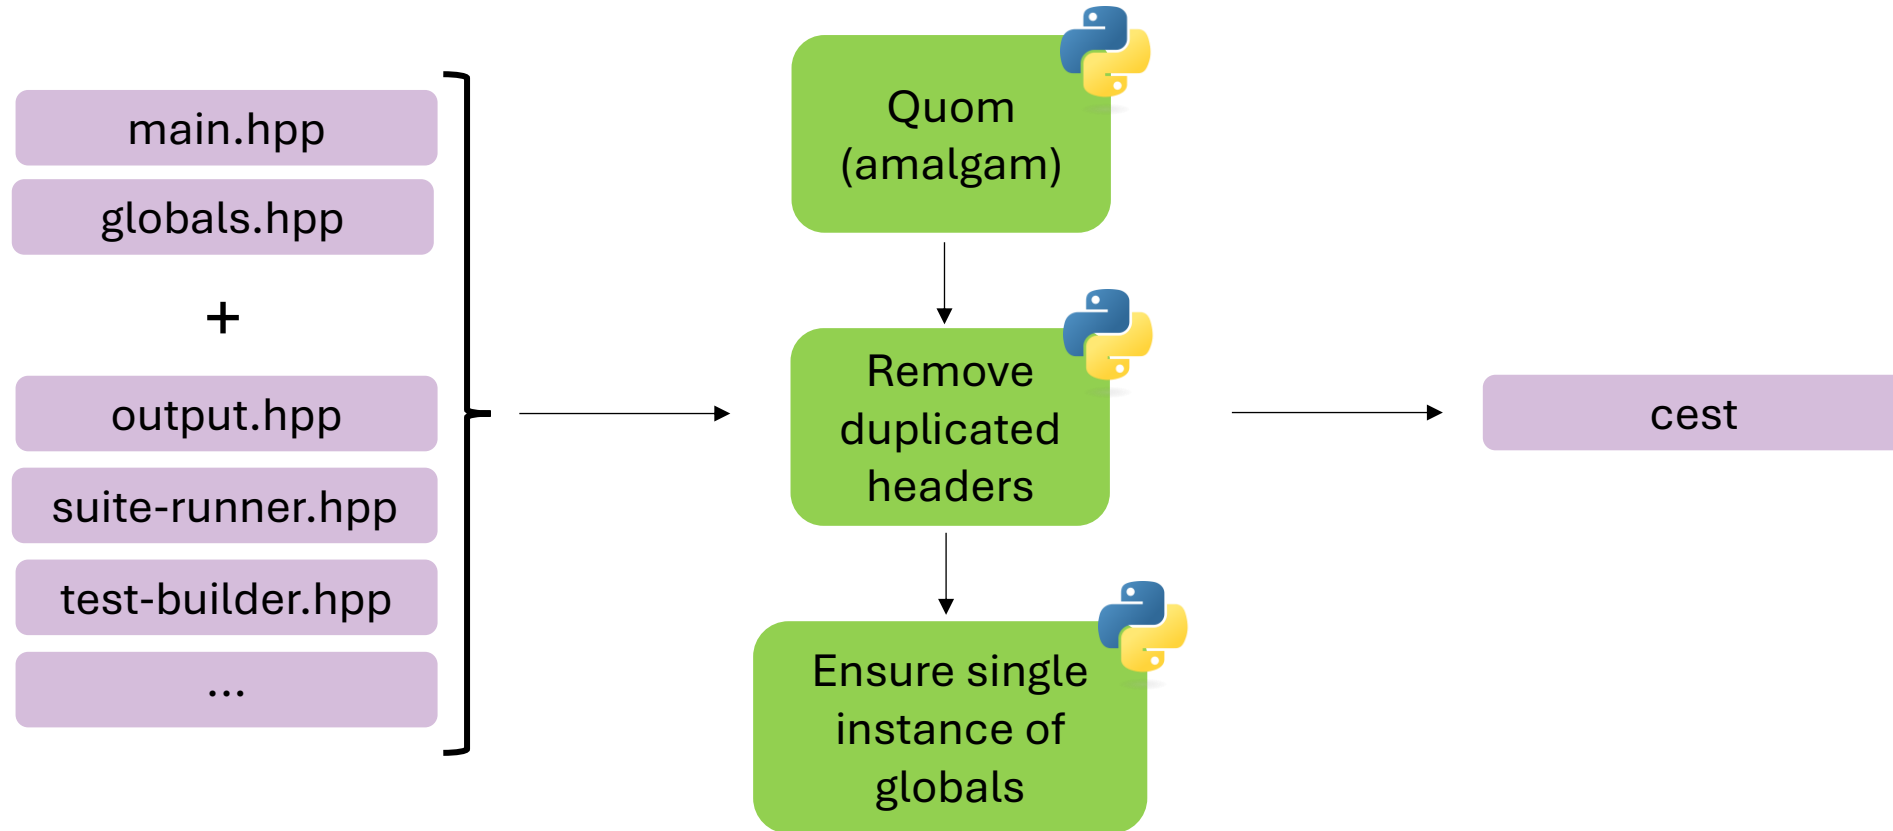 main.hpp
globals.hpp
+
output.hpp
suite-runner.hpp
test-builder.hpp
...
Quom
(amalgam)
Remove
duplicated
headers
Ensure single
instance of
globals
cest